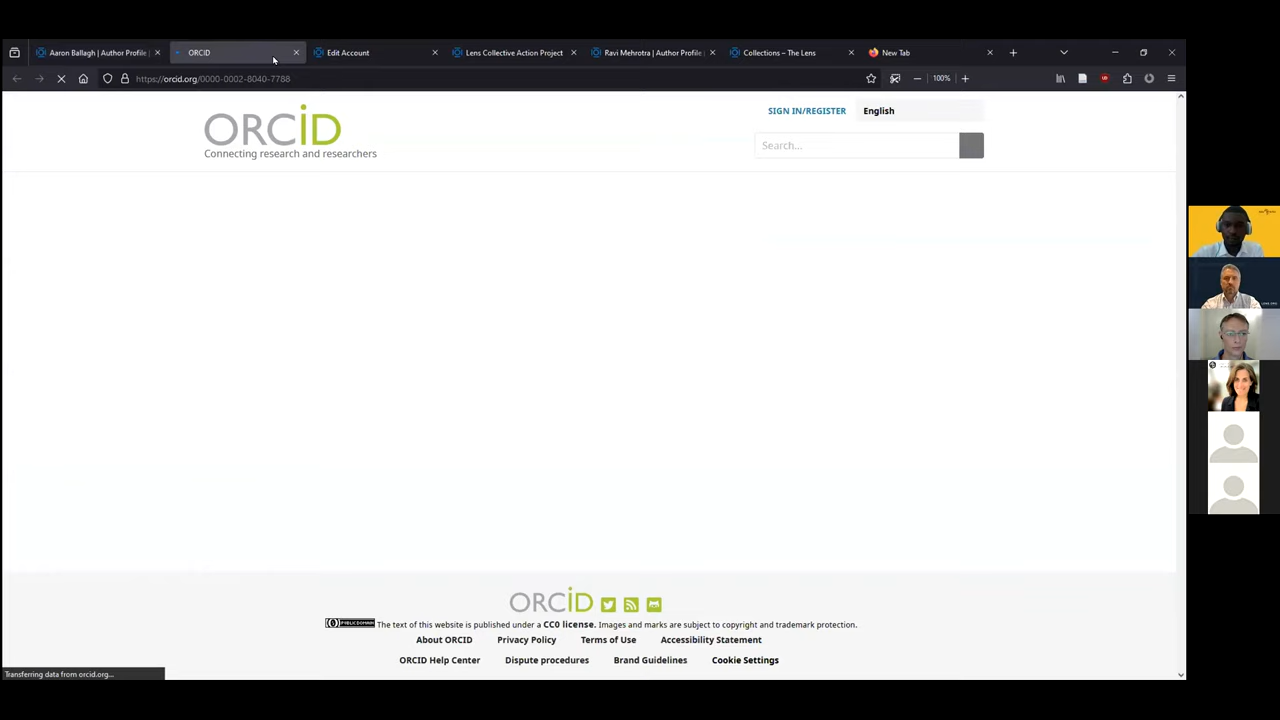 Aaron Ballagh | Author Profile |
ORCID
Edit Account
Lens Collective Action Project
Ravi Mehrotra | Author Profile |
Collections – The Lens
New Tab
https://orcid.org/0000-0002-8040-7788
100%
ORCID
Connecting research and researchers
SIGN IN/REGISTER
English
Search...
ORCID
PUBLIC DOMAIN
The text of this website is published under a CC0 license. Images and marks are subject to copyright and trademark protection.
About ORCID
Privacy Policy
Terms of Use
Accessibility Statement
ORCID Help Center
Dispute procedures
Brand Guidelines
Cookie Settings
Transferring data from orcid.org...